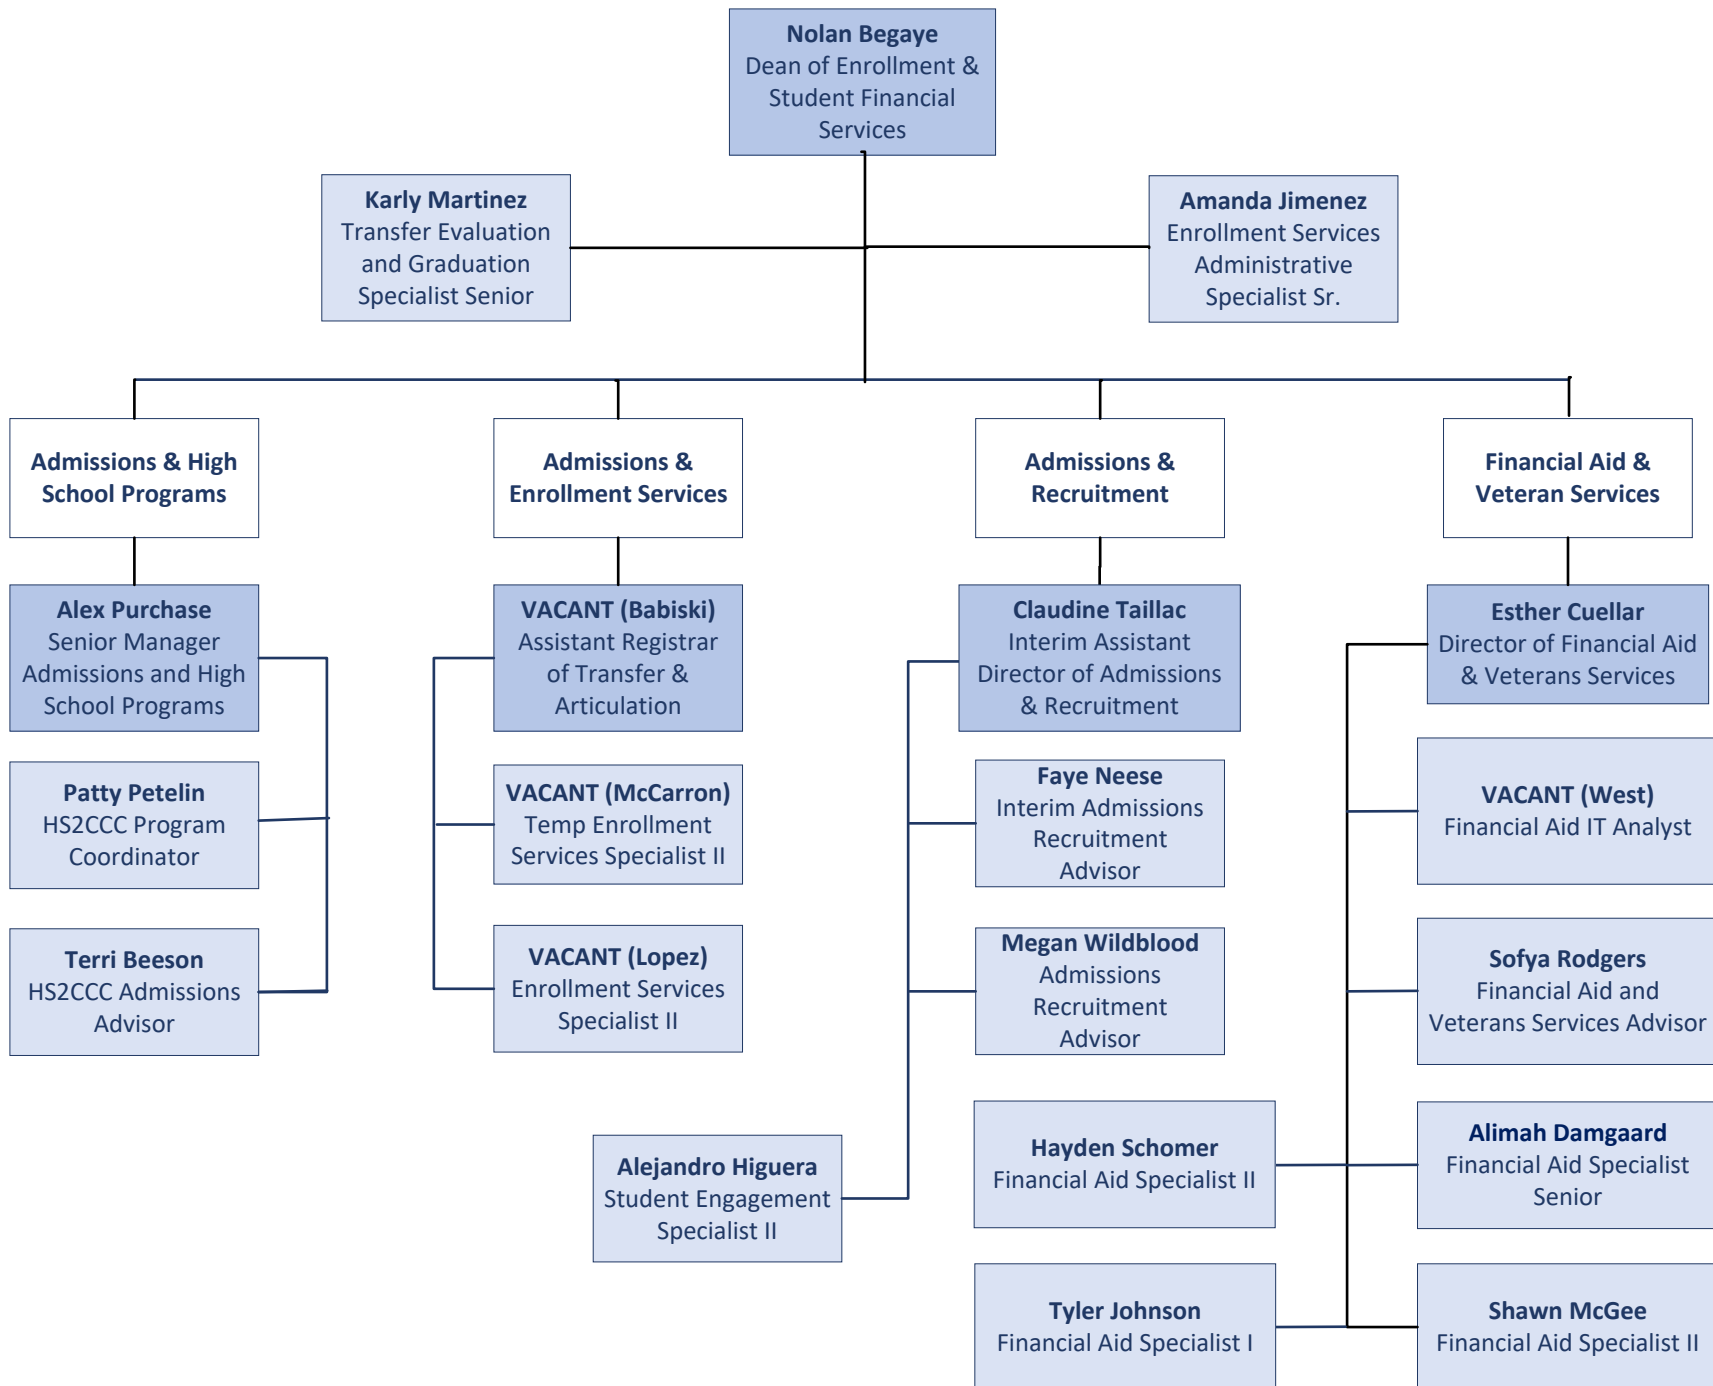 Nolan Begaye
Dean of Enrollment &
Student Financial
Services
Karly Martinez
Transfer Evaluation
and Graduation
Specialist Senior
Amanda Jimenez
Enrollment Services
Administrative
Specialist Sr.
Admissions & High
School Programs
Admissions &
Enrollment Services
Admissions &
Recruitment
Financial Aid &
Veteran Services
Alex Purchase
Senior Manager
Admissions and High
School Programs
Patty Petelin
HS2CCC Program
Coordinator
Terri Beeson
HS2CCC Admissions
Advisor
VACANT (Babiski)
Assistant Registrar
of Transfer &
Articulation
VACANT (McCarron)
Temp Enrollment
Services Specialist II
VACANT (Lopez)
Enrollment Services
Specialist II
Claudine Taillac
Interim Assistant
Director of Admissions
& Recruitment
Faye Neese
Interim Admissions
Recruitment
Advisor
Megan Wildblood
Admissions
Recruitment
Advisor
Alejandro Higuera
Student Engagement
Specialist II
Esther Cuellar
Director of Financial Aid
& Veterans Services
VACANT (West)
Financial Aid IT Analyst
Sofya Rodgers
Financial Aid and
Veterans Services Advisor
Hayden Schomer
Financial Aid Specialist II
Alimah Damgaard
Financial Aid Specialist
Senior
Tyler Johnson
Financial Aid Specialist I
Shawn McGee
Financial Aid Specialist II